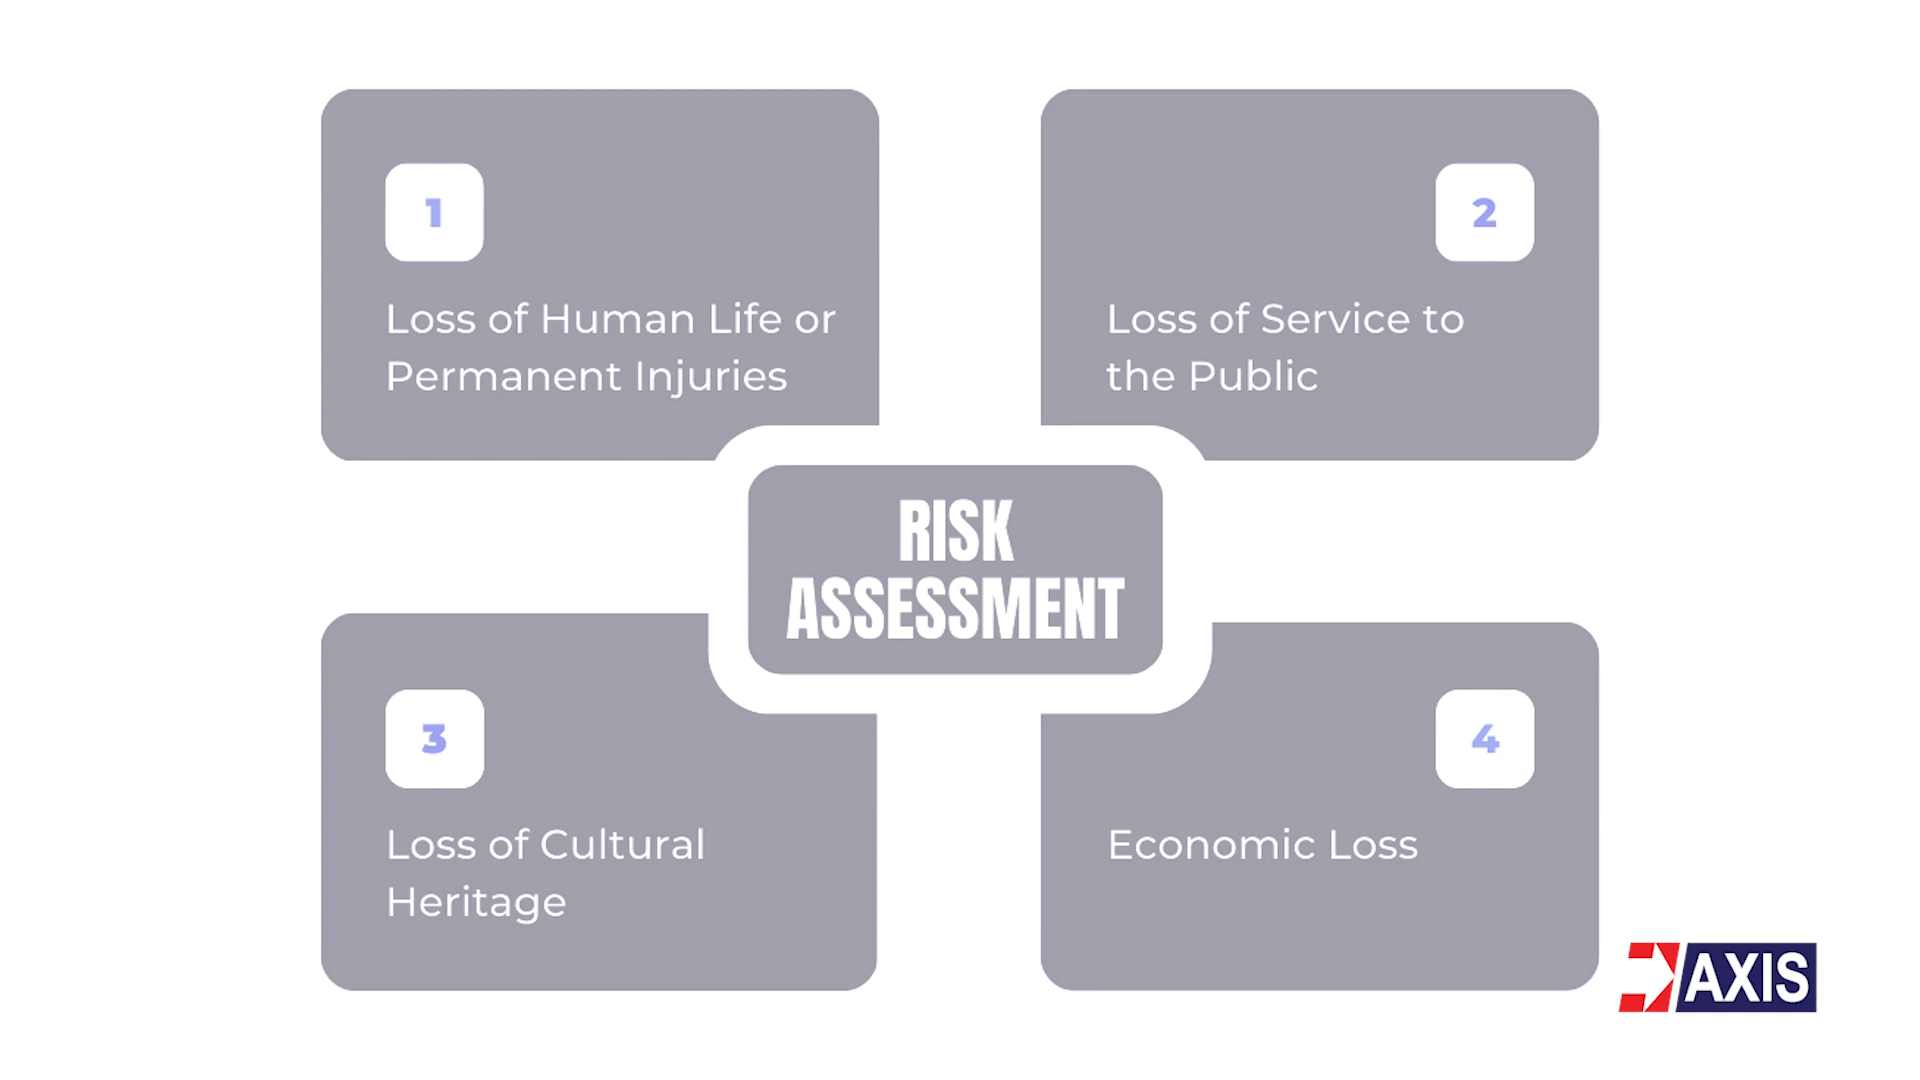 1
Loss of Human Life or
Permanent Injuries
2
Loss of Service to
the Public
RISK
ASSESSMENT
3
Loss of Cultural
Heritage
4
Economic Loss
AXIS